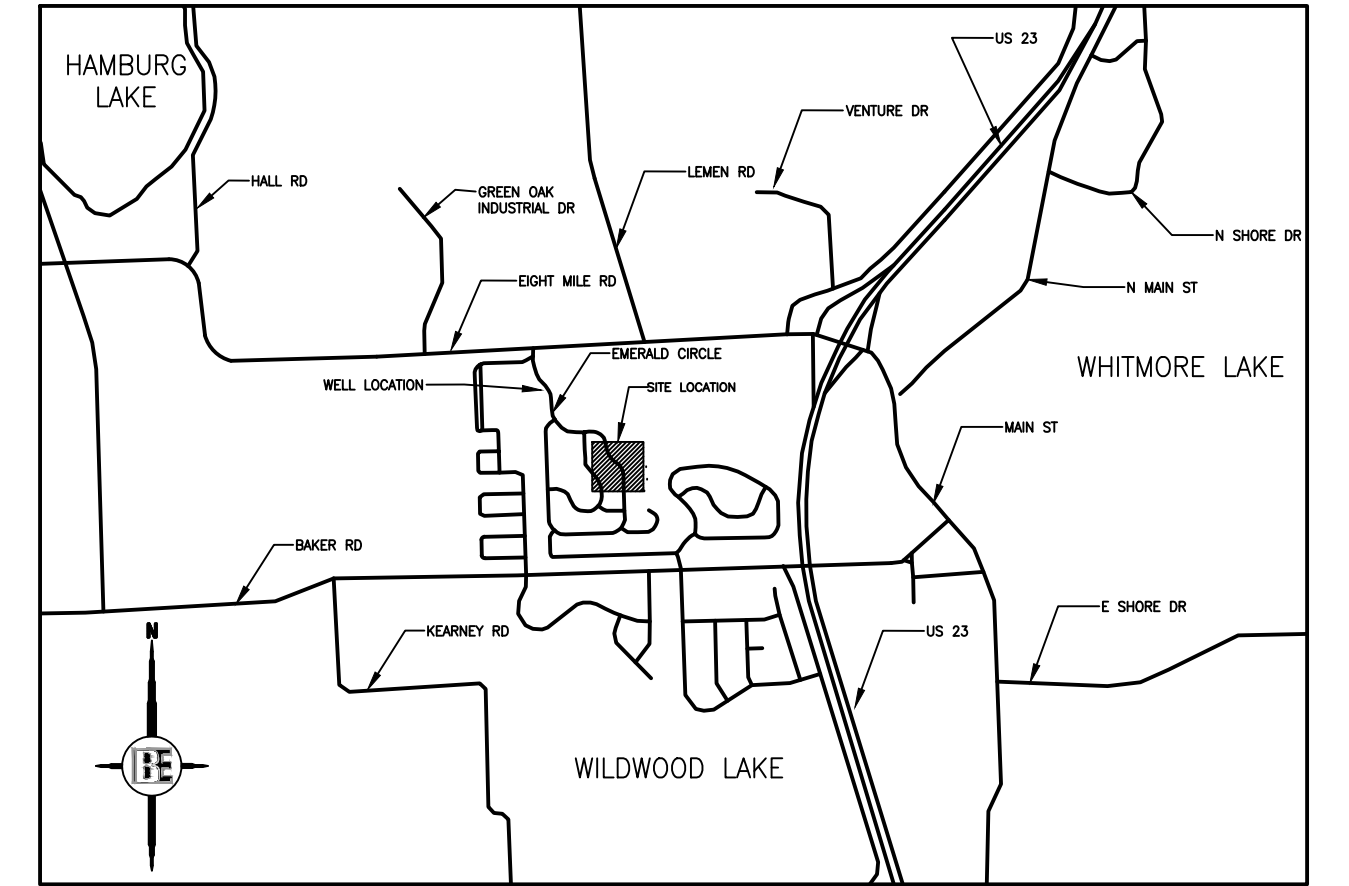 US 23
HAMBURG
LAKE
VENTURE DR
LEMEN RD
HALL RD
GREEN OAK
INDUSTRIAL DR
N SHORE DR
EIGHT MILE RD
N MAIN ST
EMERALD CIRCLE
WHITMORE LAKE
WELL LOCATION
SITE LOCATION
MAIN ST
BAKER RD
E SHORE DR
N
KEARNEY RD
US 23
BE
WILDWOOD LAKE